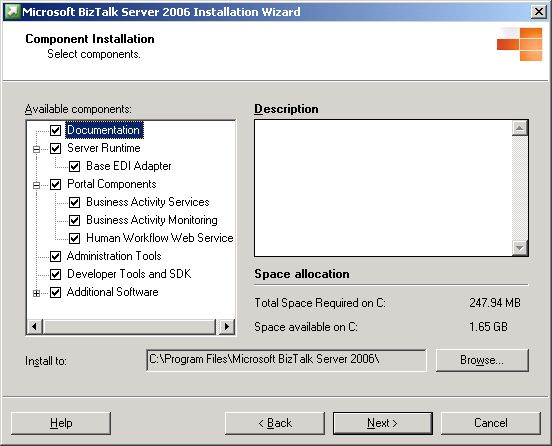 Microsoft BizTalk Server 2006 Installation Wizard
Component Installation
Select components.
Available components:
Documentation
Server Runtime
Base EDI Adapter
Portal Components
Business Activity Services
Business Activity Monitoring
Human Workflow Web Service
Administration Tools
Developer Tools and SDK
Additional Software
Description
Space allocation
Total Space Required on C: 247.94 MB
Space available on C: 1.65 GB
Install to: C:\Program Files\Microsoft BizTalk Server 2006\ Browse...
Help < Back Next > Cancel